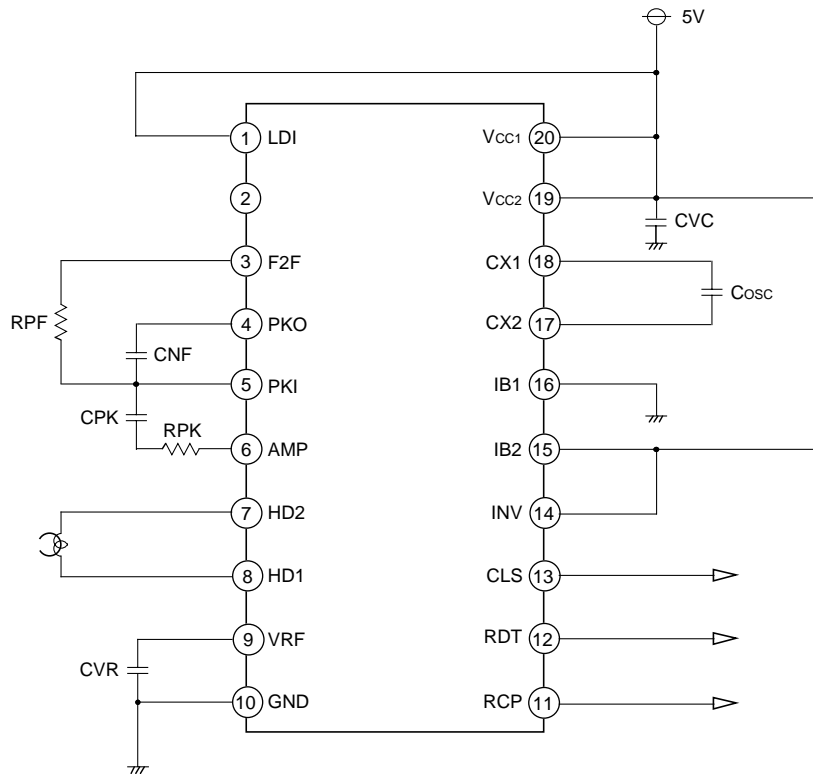 5V
1 LDI
VCC1 20
2
VCC2 19
CVC
3 F2F
CX1 18
COSC
RPF
4 PKO
CX2 17
CNF
5 PKI
IB1 16
CPK
RPK
6 AMP
IB2 15
7 HD2
INV 14
8 HD1
CLS 13
9 VRF
RDT 12
CVR
10 GND
RCP 11